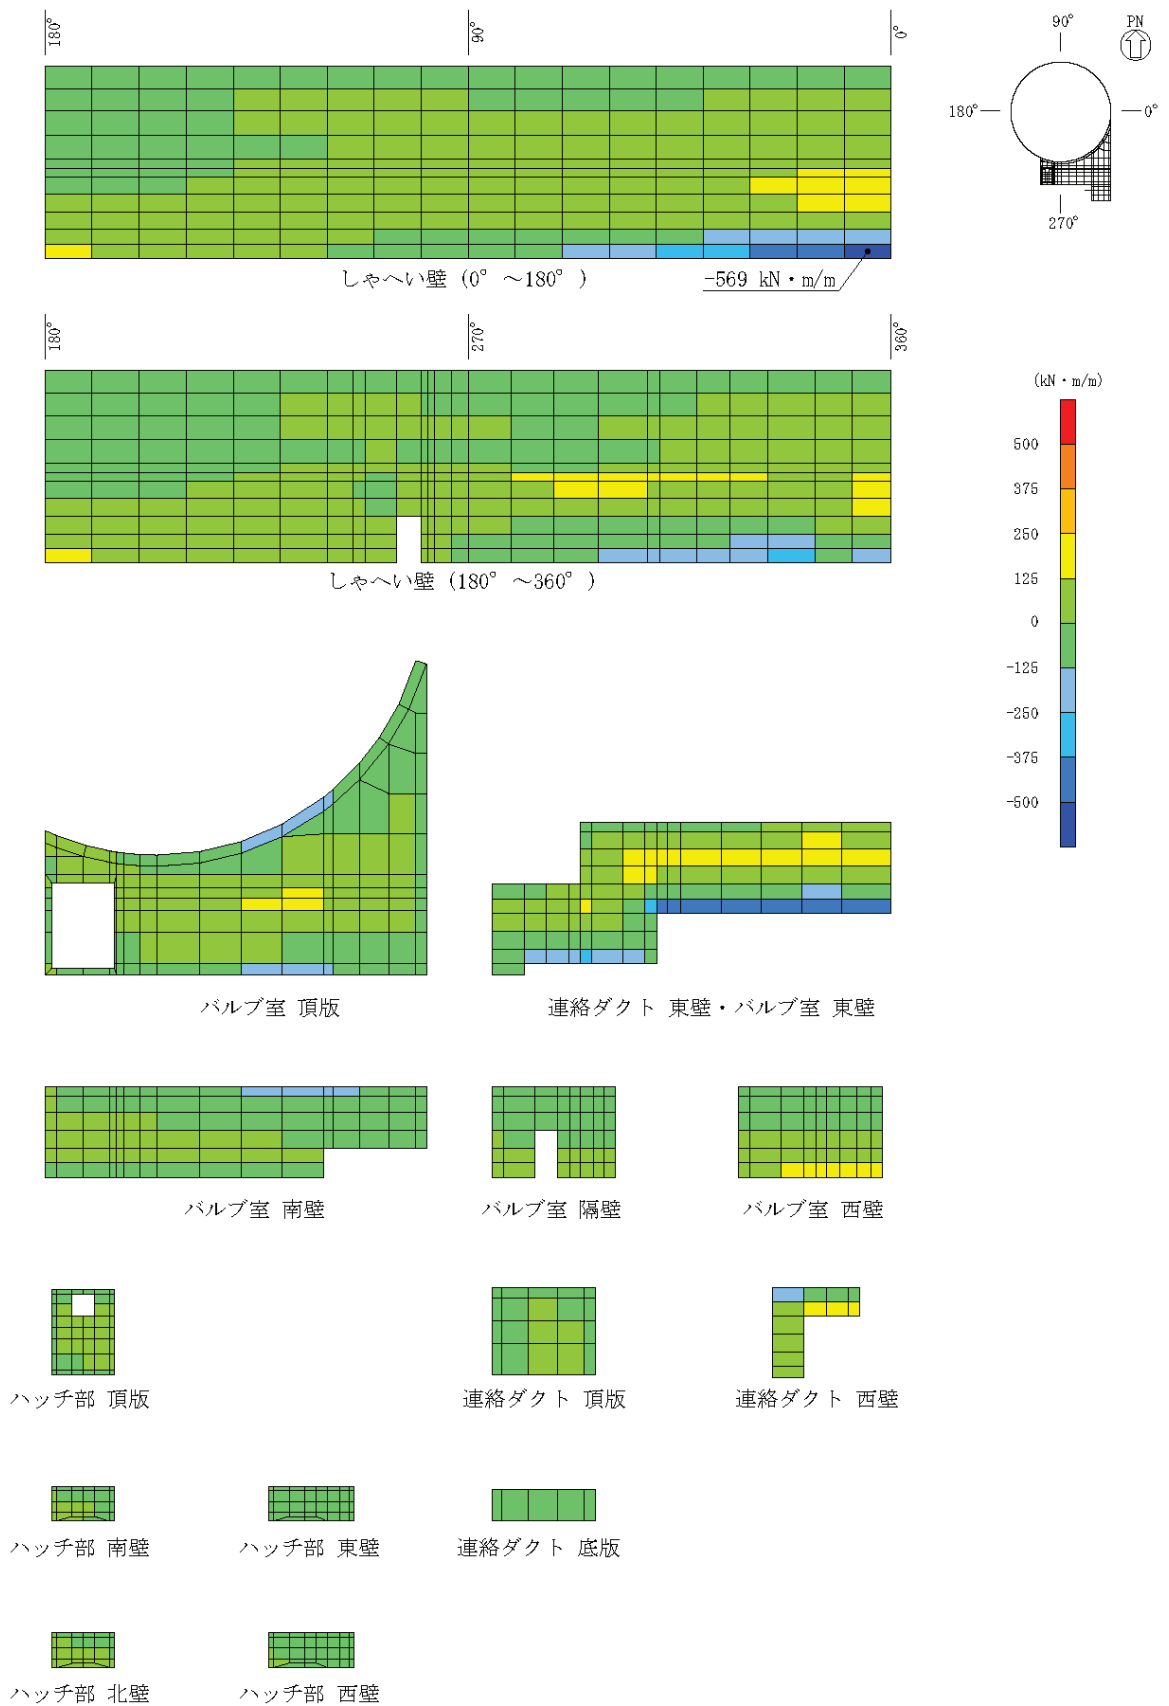 180°
90°
0°
90°
PN
180°
0°
270°
しゃへい壁 (0° ～180° )
-569 kN・m/m
180°
270°
360°
しゃへい壁 (180° ～360° )
(kN・m/m)
500
375
250
125
0
-125
-250
-375
-500
バルブ室 頂版
連絡ダクト 東壁・バルブ室 東壁
バルブ室 南壁
バルブ室 隔壁
バルブ室 西壁
ハッチ部 頂版
連絡ダクト 頂版
連絡ダクト 西壁
ハッチ部 南壁
ハッチ部 東壁
連絡ダクト 底版
ハッチ部 北壁
ハッチ部 西壁